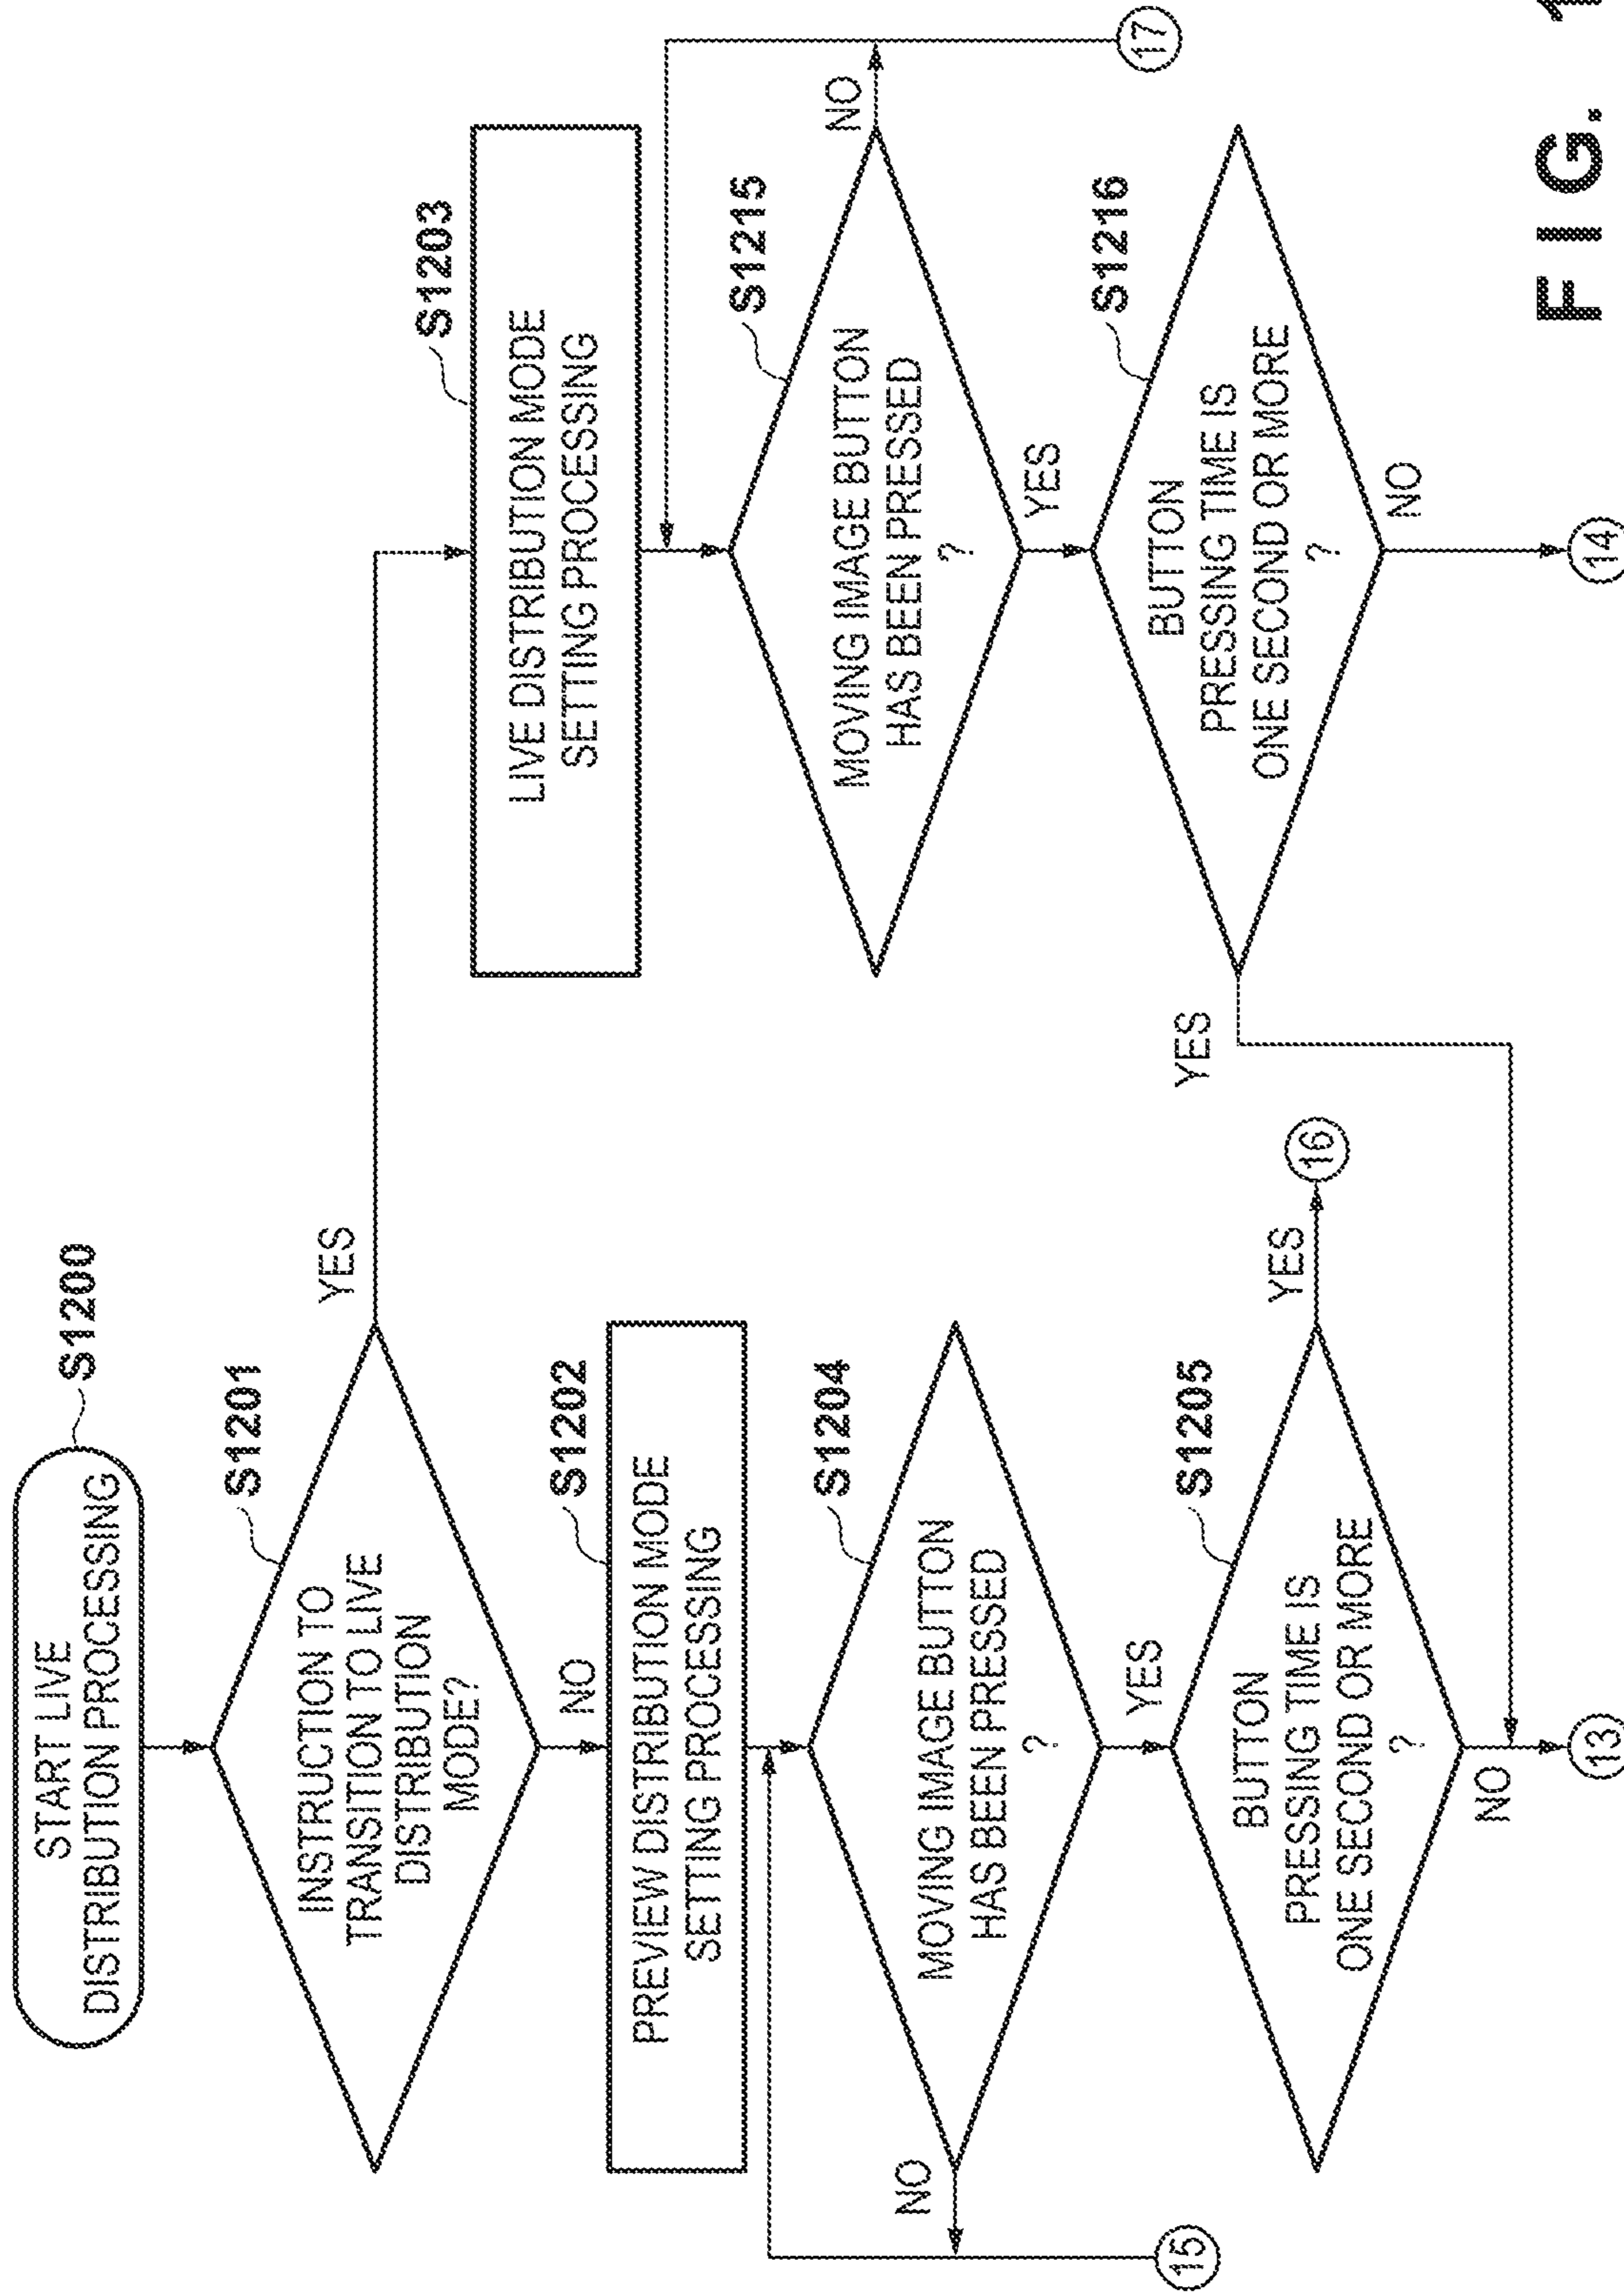 START LIVE
DISTRIBUTION PROCESSING
S1200
INSTRUCTION TO
TRANSITION TO LIVE
DISTRIBUTION
MODE?
S1201
YES
NO
PREVIEW DISTRIBUTION MODE
SETTING PROCESSING
S1202
MOVING IMAGE BUTTON
HAS BEEN PRESSED
?
S1204
NO
15
YES
BUTTON
PRESSING TIME IS
ONE SECOND OR MORE
?
S1205
YES
16
NO
13
LIVE DISTRIBUTION MODE
SETTING PROCESSING
S1203
MOVING IMAGE BUTTON
HAS BEEN PRESSED
?
S1215
NO
17
YES
BUTTON
PRESSING TIME IS
ONE SECOND OR MORE
?
S1216
YES
NO
14
FIG.